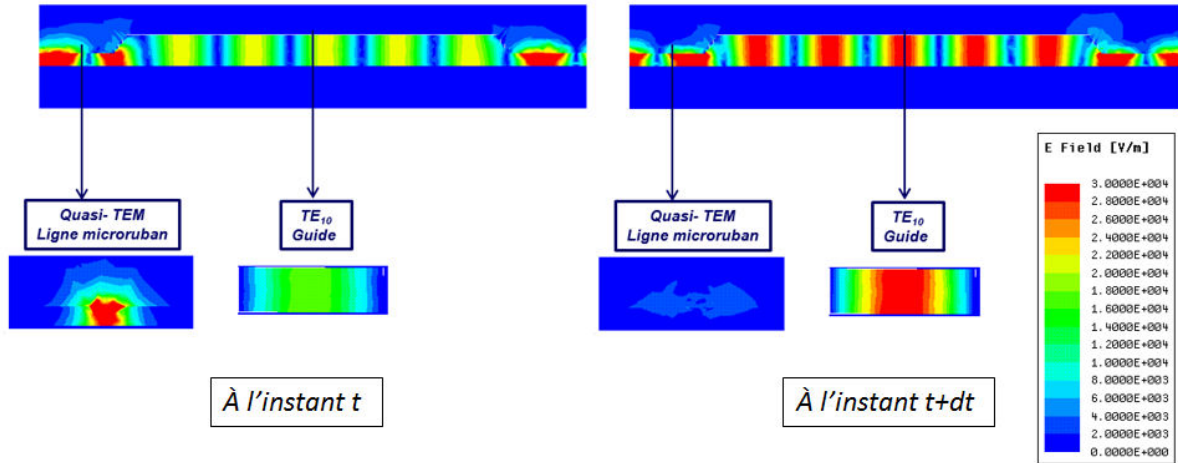 Quasi- TEM
Ligne microruban
TE₁₀
Guide
À l'instant t
Quasi- TEM
Ligne microruban
TE₁₀
Guide
À l'instant t+dt
E Field [V/m]
3.0000E+004
2.8000E+004
2.6000E+004
2.4000E+004
2.2000E+004
2.0000E+004
1.8000E+004
1.6000E+004
1.4000E+004
1.2000E+004
1.0000E+004
8.0000E+003
6.0000E+003
4.0000E+003
2.0000E+003
0.0000E+000